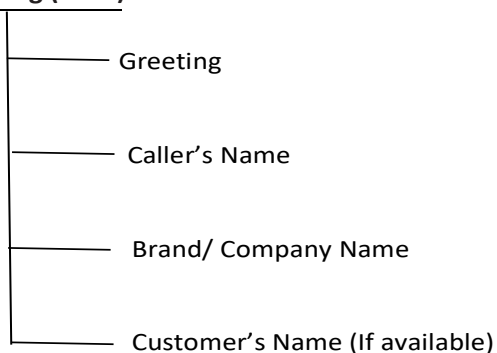 Greeting
Caller’s Name
Brand/ Company Name
Customer’s Name (If available)